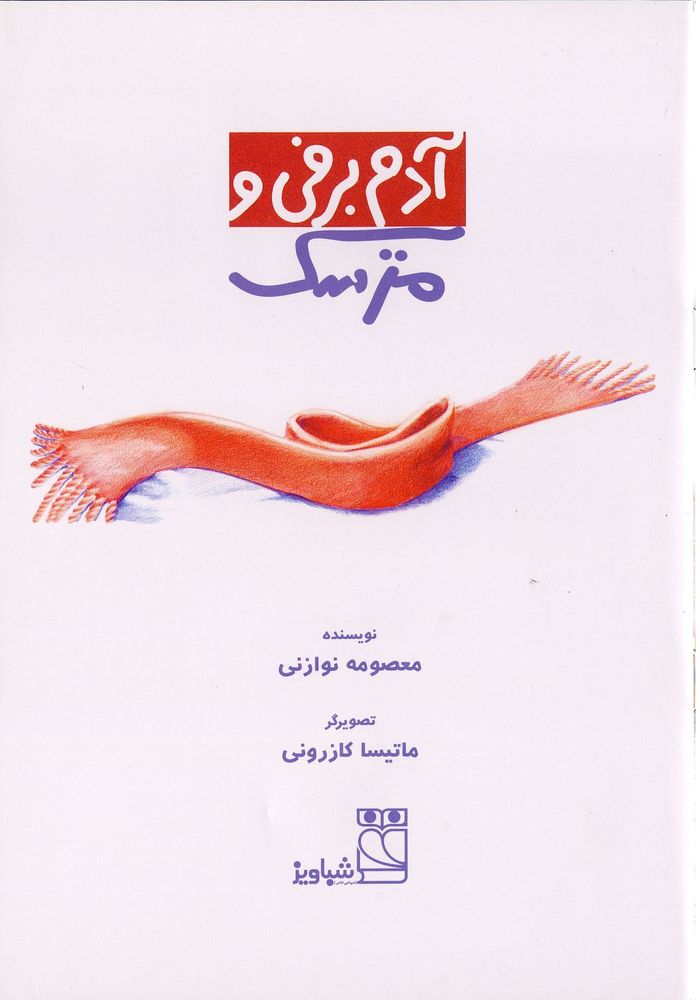 آدم برفی و
مترسک
نویسنده
معصومه نوازنی
تصویرگر
ماتیسا کازرونی
شباویز